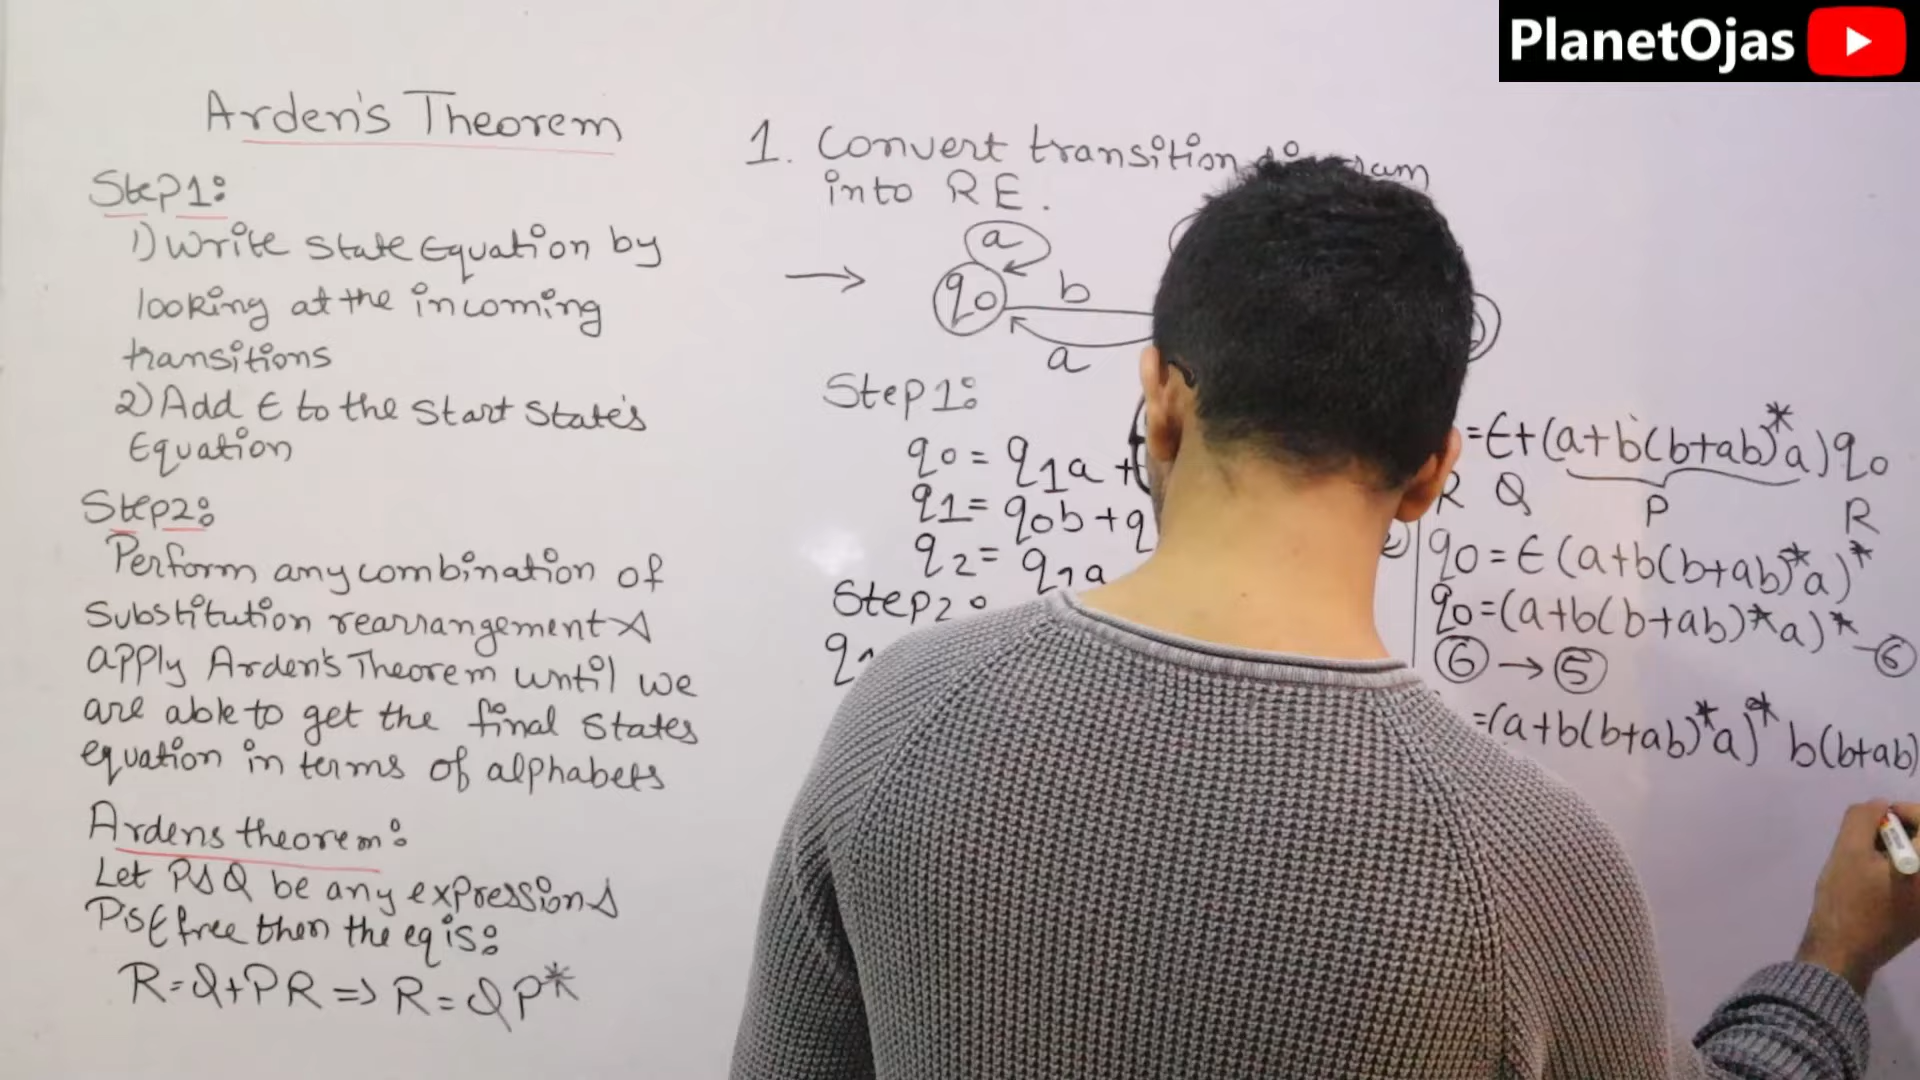 PlanetOjas
Arden's Theorem
Step1:
1) Write State Equation by
looking at the incoming
transitions
2) Add ϵ to the Start State's
Equation
Step2:
Perform any combination of
Substitution rearrangement &
apply Arden's Theorem until we
are able to get the final States
equation in terms of alphabets
Ardens theorem:
Let P & Q be any expression &
P is ϵ free then the eq is:
R=Q+PR => R=QP*
1. Convert transition
into RE.
a
q0
b
a
Step1:
q0 = q1a +
q1 = q0b + q
q2 = q1a
Step2:
=ϵ+(a+b(b+ab)*a)q0
R Q P R
q0=ϵ(a+b(b+ab)*a)*
q0=(a+b(b+ab)*a)* -⑥
⑥ → ⑤
=(a+b(b+ab)*a)* b(b+ab)